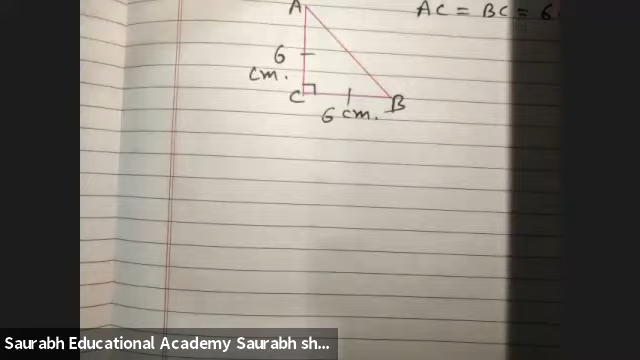 A
AC = BC = 6
6
cm.
C
B
6 cm.
Saurabh Educational Academy Saurabh sh...